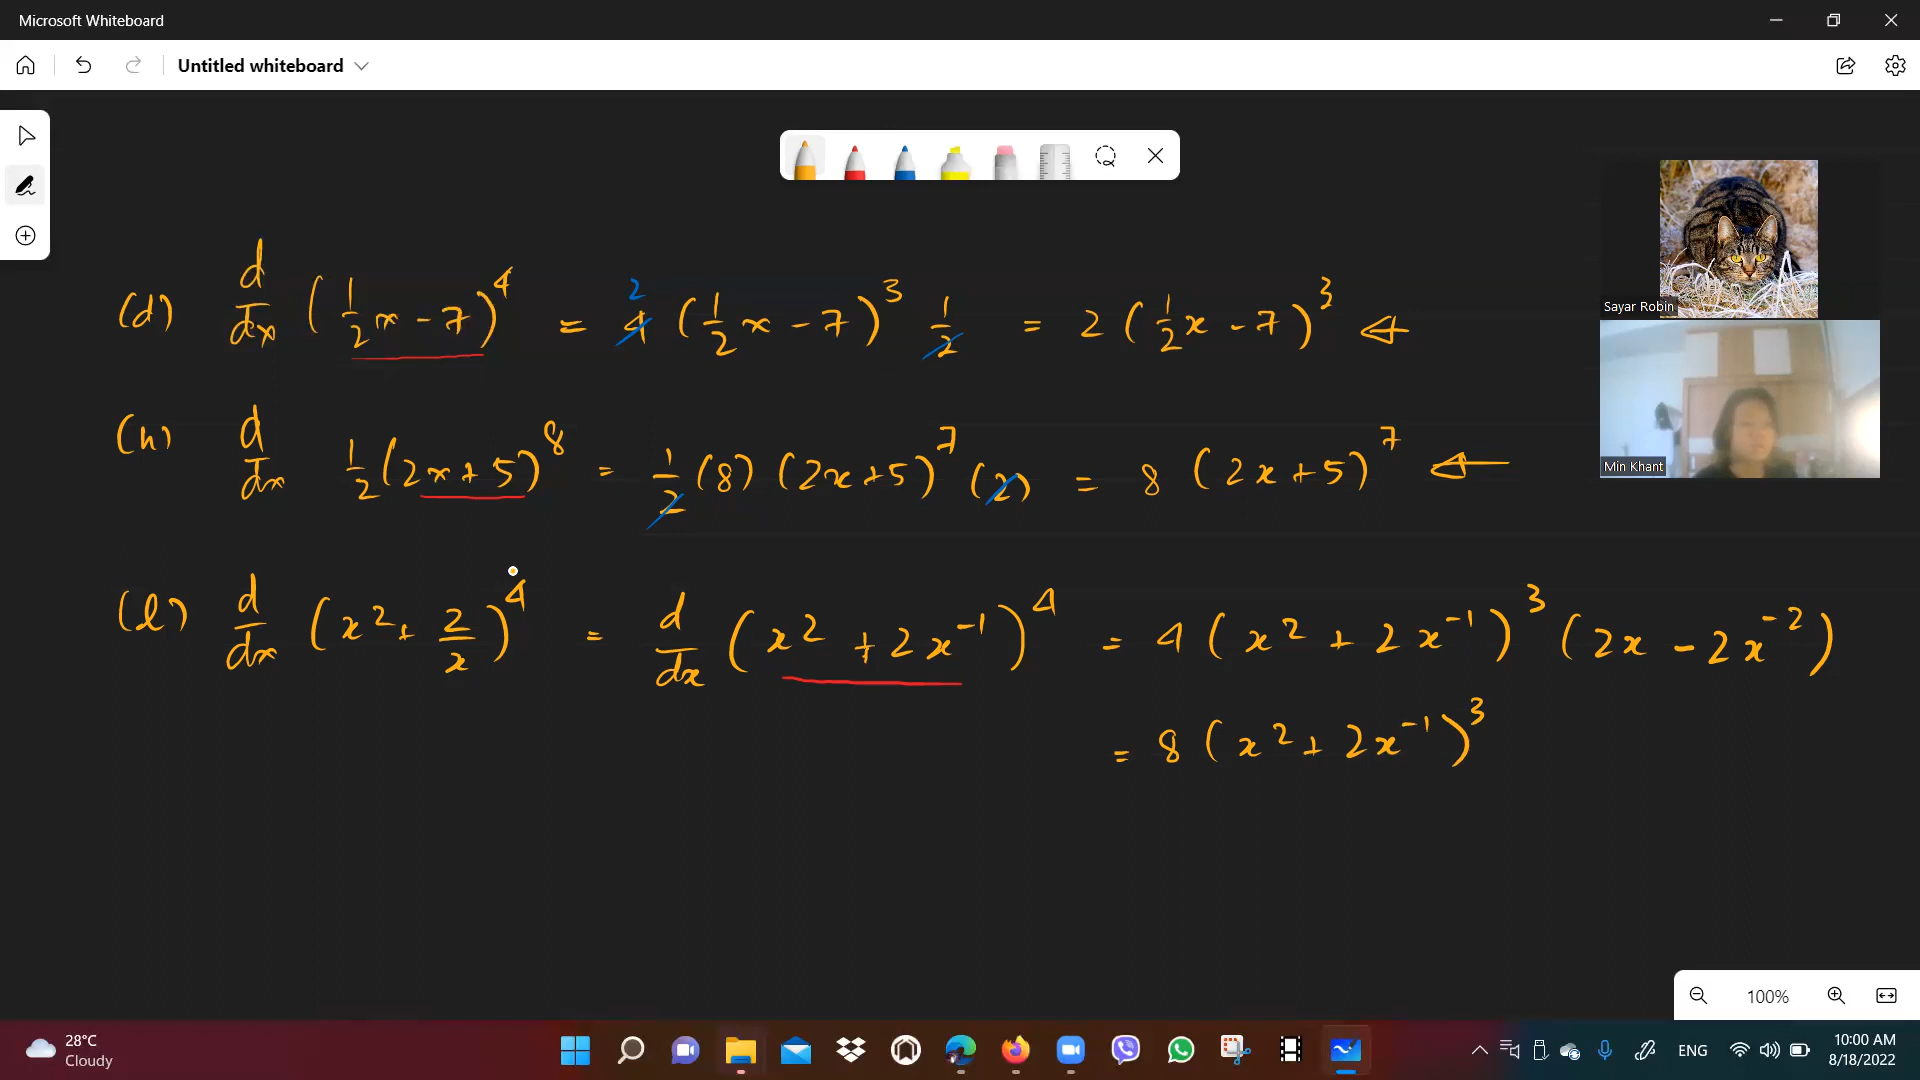 Microsoft Whiteboard
Untitled whiteboard
(d) d/dx (1/2 x - 7)^4 = 4 2 (1/2 x - 7)^3 1/2 = 2 (1/2 x - 7)^3
Sayar Robin
(h) d/dx 1/2 (2x + 5)^8 = 1/2 (8) (2x + 5)^7 (2) = 8 (2x + 5)^7
Min Khant
(l) d/dx (x^2 + 2/x)^4 = d/dx (x^2 + 2x^-1)^4 = 4 (x^2 + 2x^-1)^3 (2x - 2x^-2)
= 8 (x^2 + 2x^-1)^3
100%
28°C
Cloudy
ENG
10:00 AM
8/18/2022